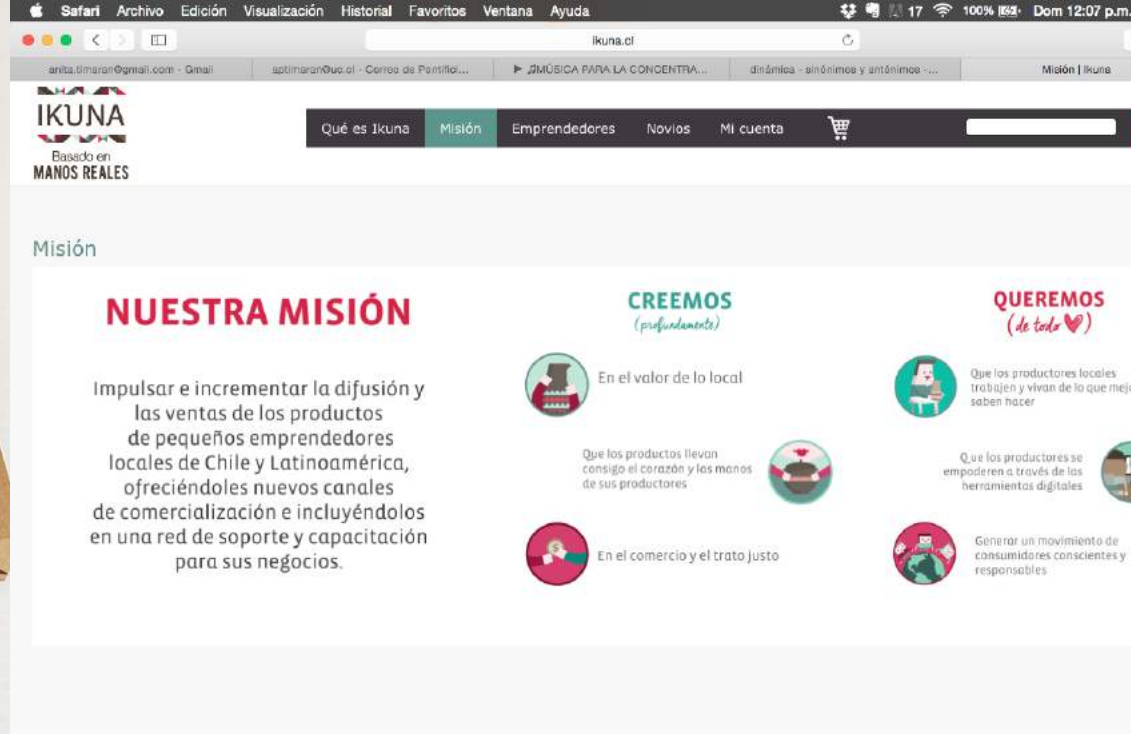 Safari Archivo Edición Visualización Historial Favoritos Ventana Ayuda
17 100% Dom 12:07 p.m.
ikuna.cl
anita.timaran@gmail.com - Gmail
aptimaran@uc.cl - Correo de Pontifici...
MÚSICA PARA LA CONCENTRA...
dinámica - sinónimos y antónimos -...
Misión | Ikuna
IKUNA
Basado en
MANOS REALES
Qué es Ikuna Misión Emprendedores Novios Mi cuenta
Misión
NUESTRA MISIÓN
Impulsar e incrementar la difusión y
las ventas de los productos
de pequeños emprendedores
locales de Chile y Latinoamérica,
ofreciéndoles nuevos canales
de comercialización e incluyéndolos
en una red de soporte y capacitación
para sus negocios.
CREEMOS
(profundamente)
En el valor de lo local
Que los productos llevan
consigo el corazón y las manos
de sus productores
En el comercio y el trato justo
QUEREMOS
(de todo ♥)
Que los productores locales
trabajen y vivan de lo que mejo
saben hacer
Que los productores se
empoderen a través de las
herramientas digitales
Generar un movimiento de
consumidores conscientes y
responsables